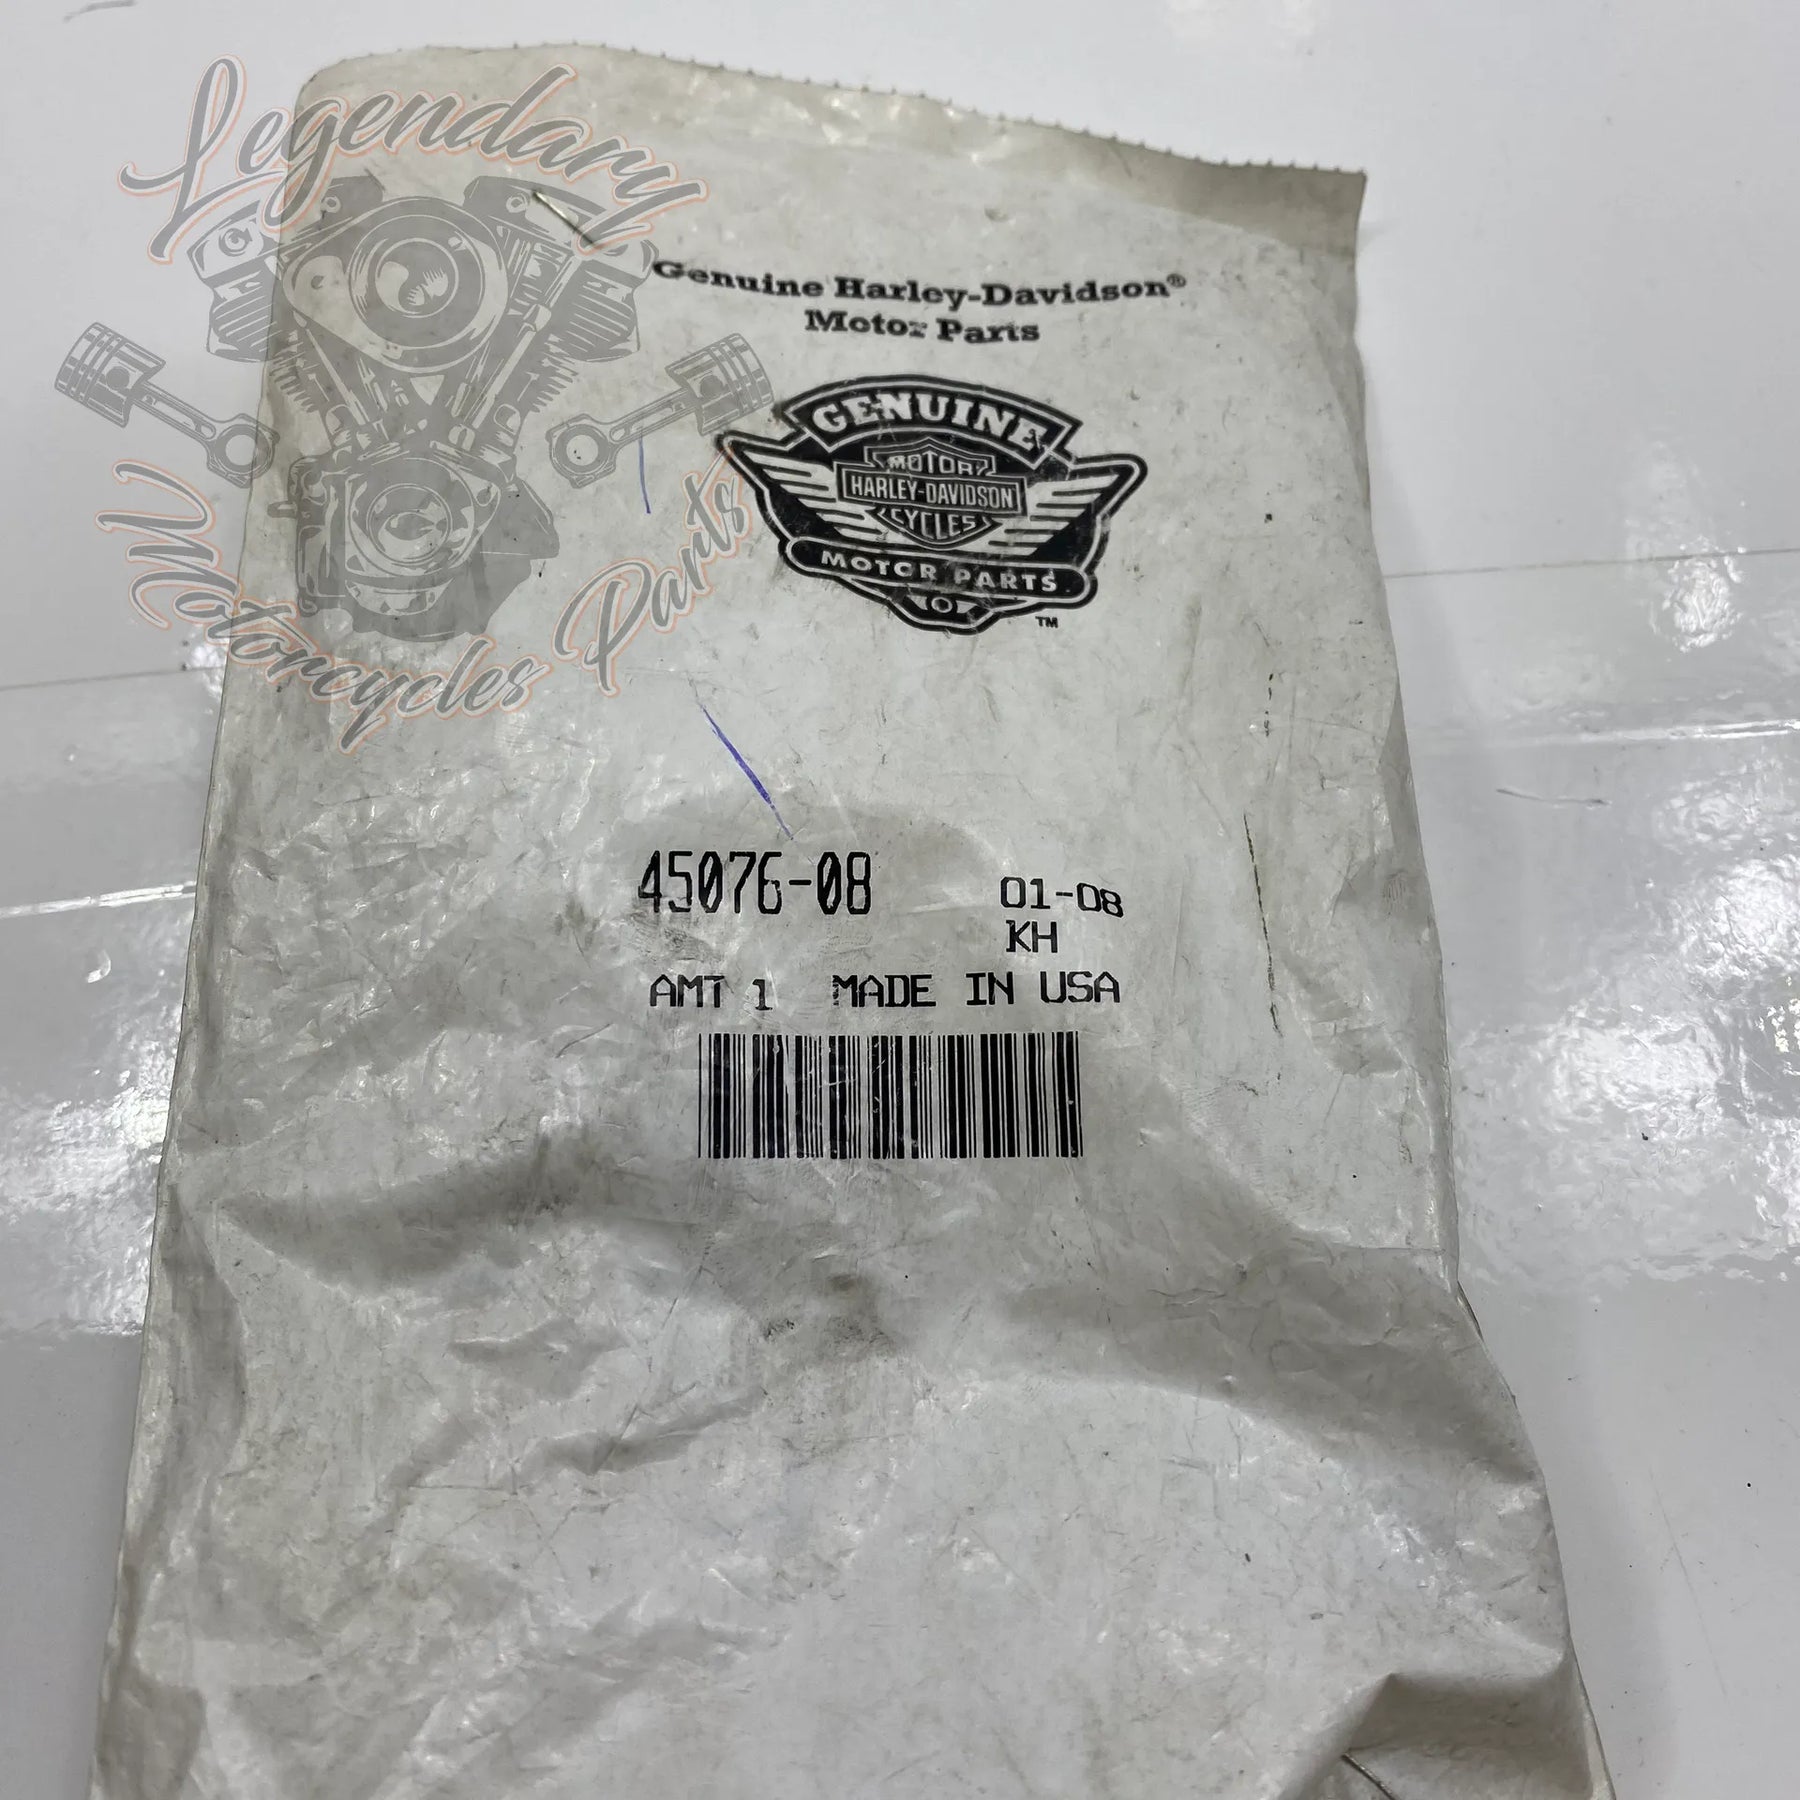 Legendary
Motorcycles Parts
Genuine Harley-Davidson®
Motor Parts
GENUINE
MOTOR
HARLEY-DAVIDSON
CYCLES
MOTOR PARTS
TM
45076-08
01-08
KH
AMT 1 MADE IN USA